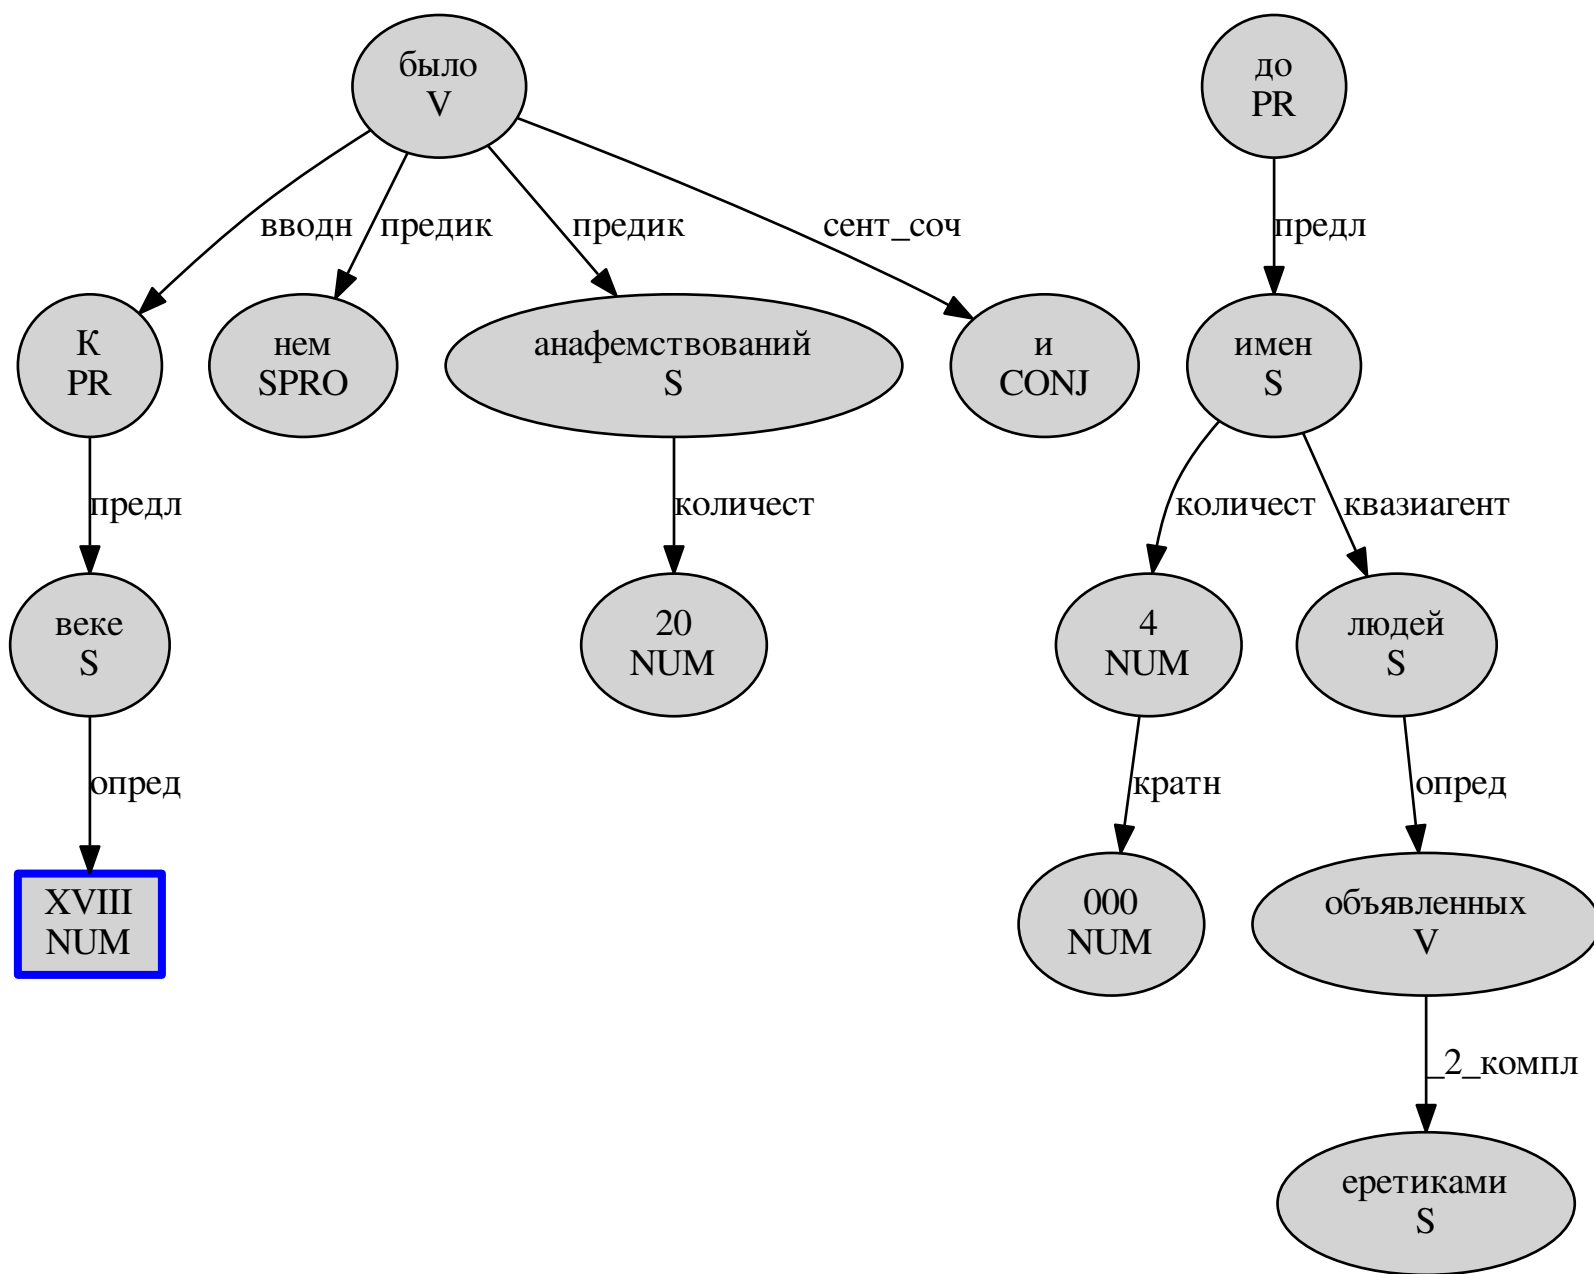 было
V
до
PR
вводн
предик
предик
сент_соч
предл
К
PR
нем
SPRO
анафемствований
S
и
CONJ
имен
S
предл
количест
количест
квазиагент
веке
S
20
NUM
4
NUM
людей
S
опред
кратн
опред
XVIII
NUM
000
NUM
объявленных
V
_2_компл
еретиками
S